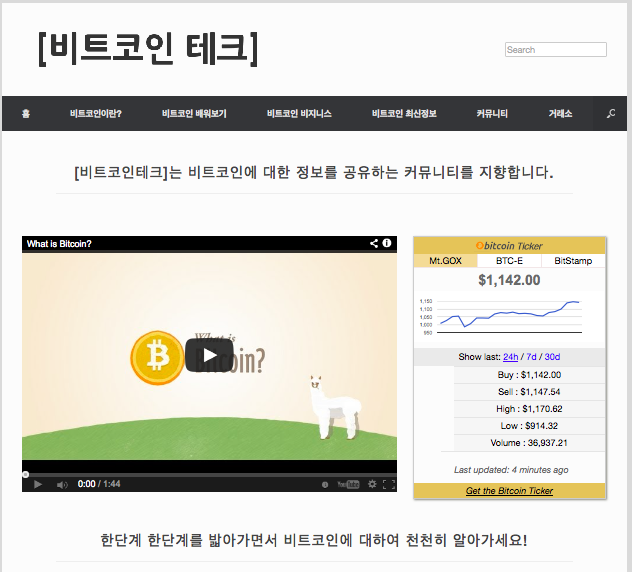 [비트코인 테크]
Search
홈 비트코인이란? 비트코인 배워보기 비트코인 비지니스 비트코인 최신정보 커뮤니티 거래소
[비트코인테크]는 비트코인에 대한 정보를 공유하는 커뮤니티를 지향합니다.
What is Bitcoin?
What is
Bitcoin?
0:00 / 1:44
YouTube
bitcoin Ticker
Mt.GOX BTC-E BitStamp
$1,142.00
1,150
1,100
1,050
1,000
950
Show last: 24h / 7d / 30d
Buy : $1,142.00
Sell : $1,147.54
High : $1,170.62
Low : $914.32
Volume : 36,937.21
Last updated: 4 minutes ago
Get the Bitcoin Ticker
한단계 한단계를 밟아가면서 비트코인에 대하여 천천히 알아가세요!